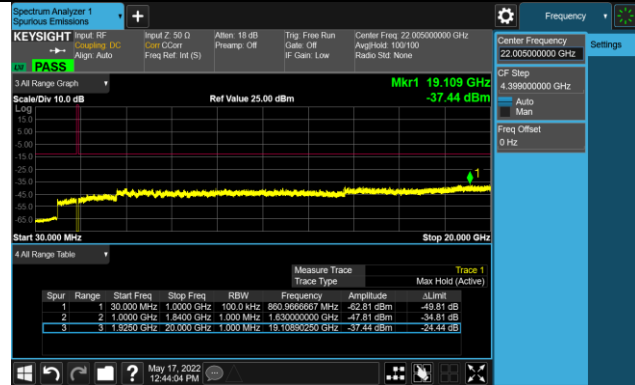 Spectrum Analyzer 1
Spurious Emissions
Frequency
KEYSIGHT
Input: RF
Coupling: DC
Align: Auto
Input Z: 50 Ω
Corr CCorr
Freq Ref: Int (S)
Atten: 18 dB
Preamp: Off
Trig: Free Run
Gate: Off
IF Gain: Low
Center Freq: 22.005000000 GHz
Avg|Hold: 100/100
Radio Std: None
PASS
Center Frequency
22.005000000 GHz
Settings
CF Step
4.399000000 GHz
Auto
Man
Freq Offset
0 Hz
3 All Range Graph
Mkr1 19.109 GHz
Scale/Div 10.0 dB
Ref Value 25.00 dBm
-37.44 dBm
Log
15.0
5.00
-5.00
-15.0
-25.0
-35.0
-45.0
-55.0
-65.0
1
Start 30.000 MHz
Stop 20.000 GHz
4 All Range Table
Measure Trace Trace 1
Trace Type Max Hold (Active)
Spur Range Start Freq Stop Freq RBW Frequency Amplitude ΔLimit
1 1 30.000 MHz 1.0000 GHz 100.0 kHz 860.9666667 MHz -62.81 dBm -49.81 dB
2 2 1.0000 GHz 1.8400 GHz 1.000 MHz 1.630000000 GHz -47.81 dBm -34.81 dB
3 3 1.9250 GHz 20.000 GHz 1.000 MHz 19.10890250 GHz -37.44 dBm -24.44 dB
?
May 17, 2022
12:44:04 PM